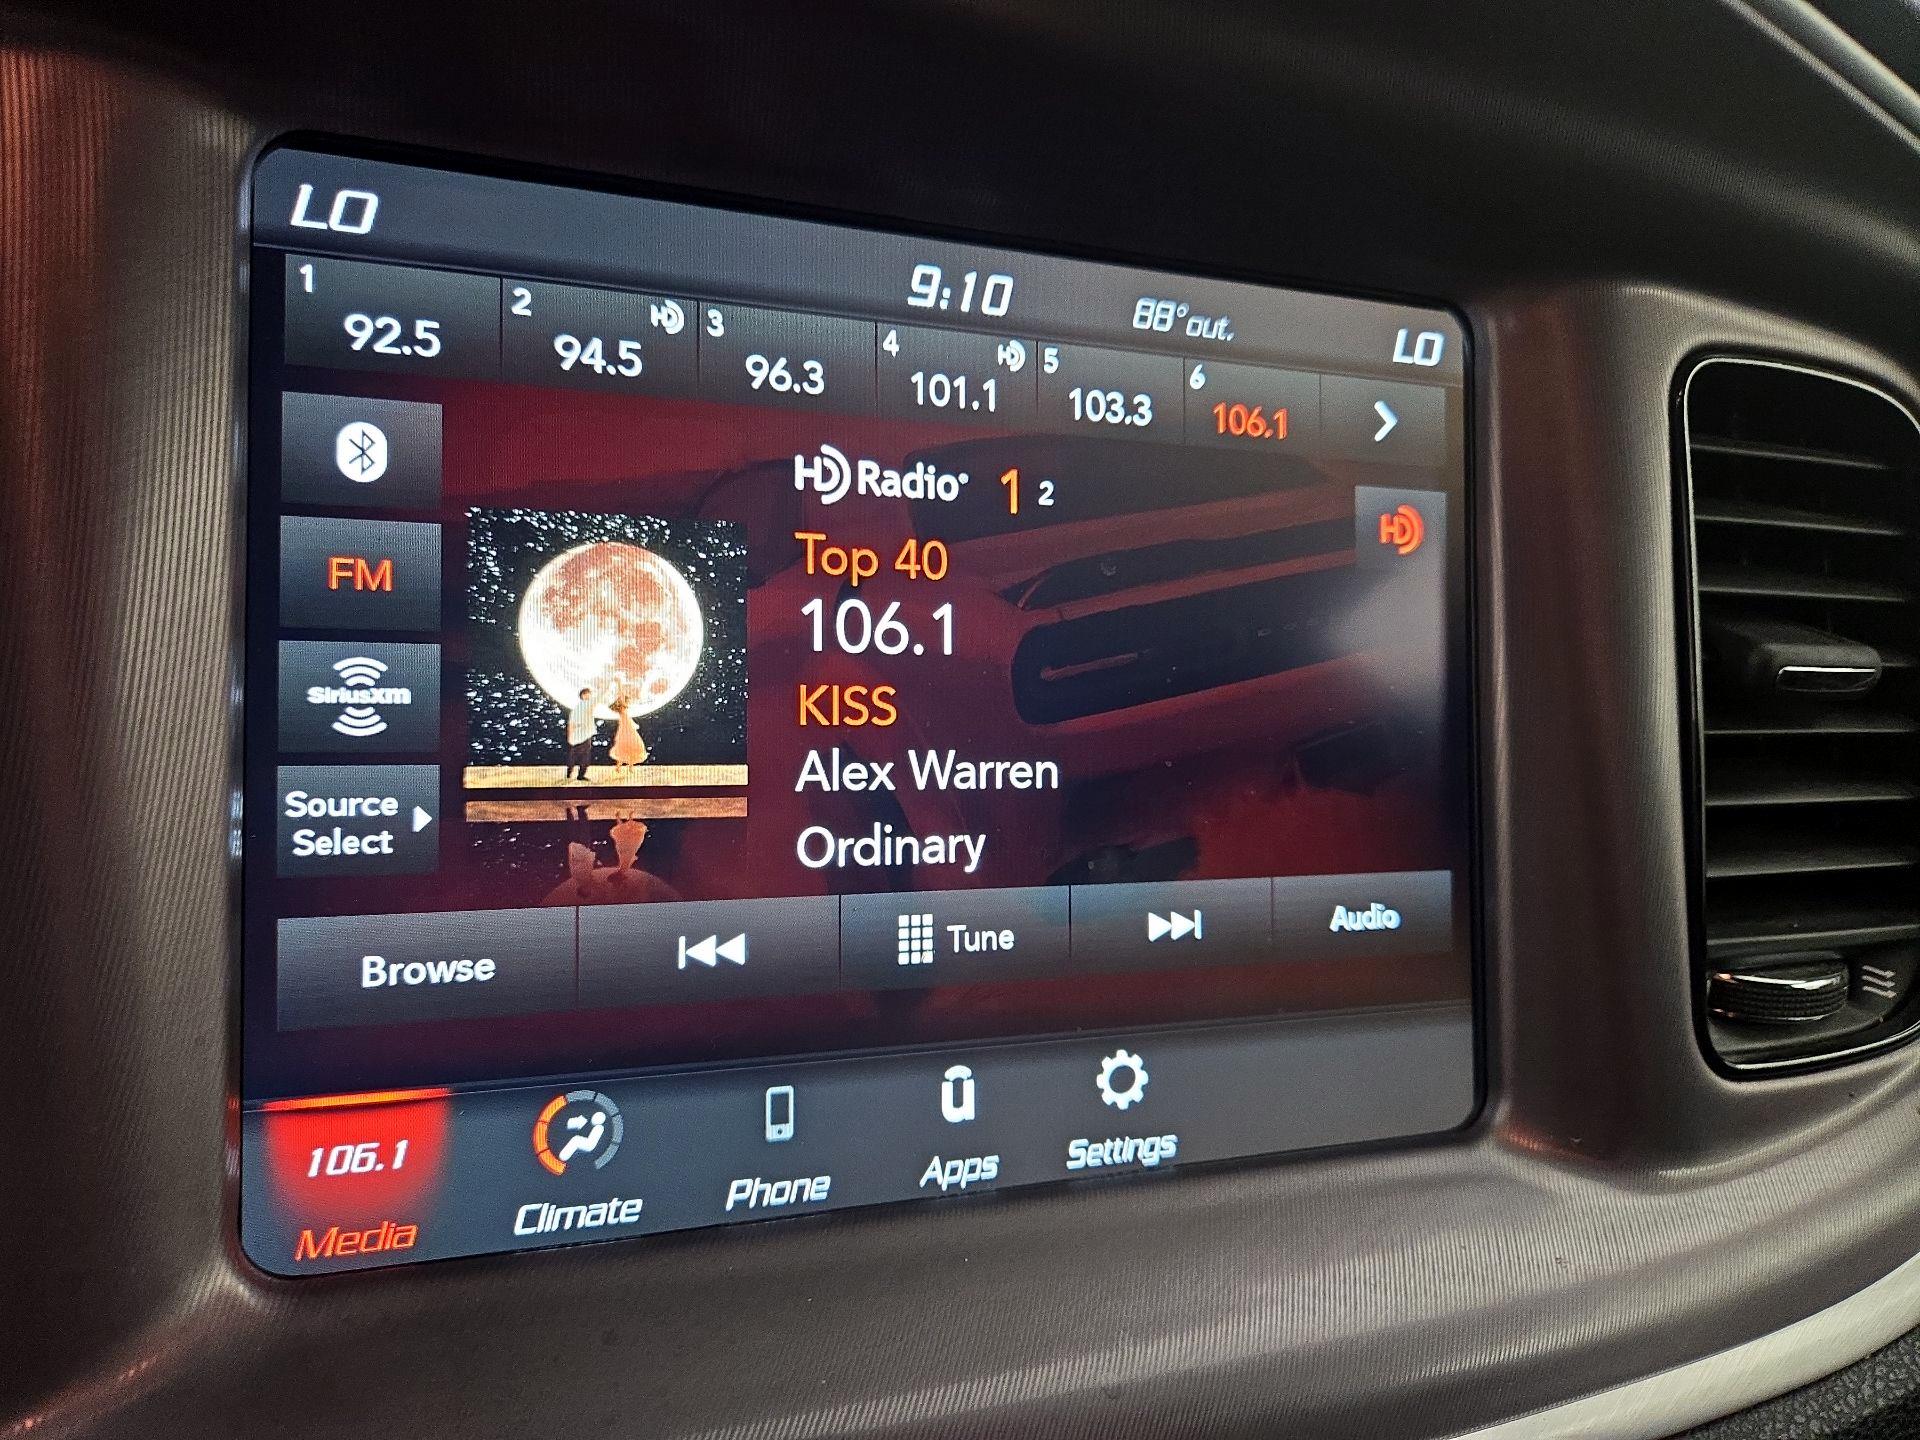 LO
9:10
88°out.
LO
1
92.5
2
HD
94.5
3
96.3
4
HD
101.1
5
103.3
6
106.1
HD Radio 1 2
HD
FM
Top 40
106.1
SiriusXM
KISS
Alex Warren
Source
Select
Ordinary
Browse
Tune
Audio
106.1
Media
Climate
Phone
Apps
Settings